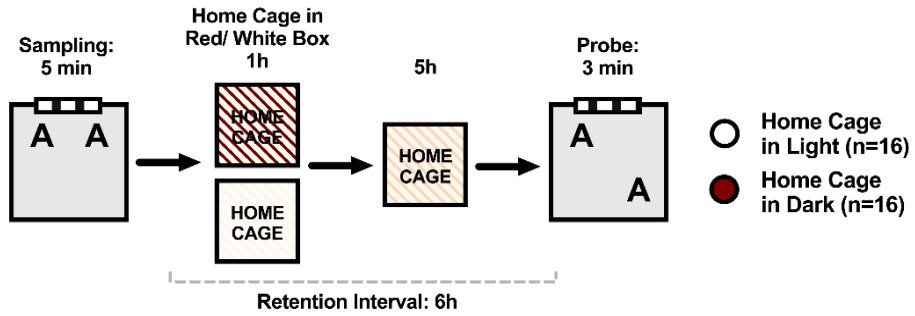 Sampling:
5 min
A A
Home Cage in
Red/ White Box
1h
HOME
CAGE
HOME
CAGE
5h
HOME
CAGE
Probe:
3 min
A
A
Home Cage
in Light (n=16)
Home Cage
in Dark (n=16)
Retention Interval: 6h